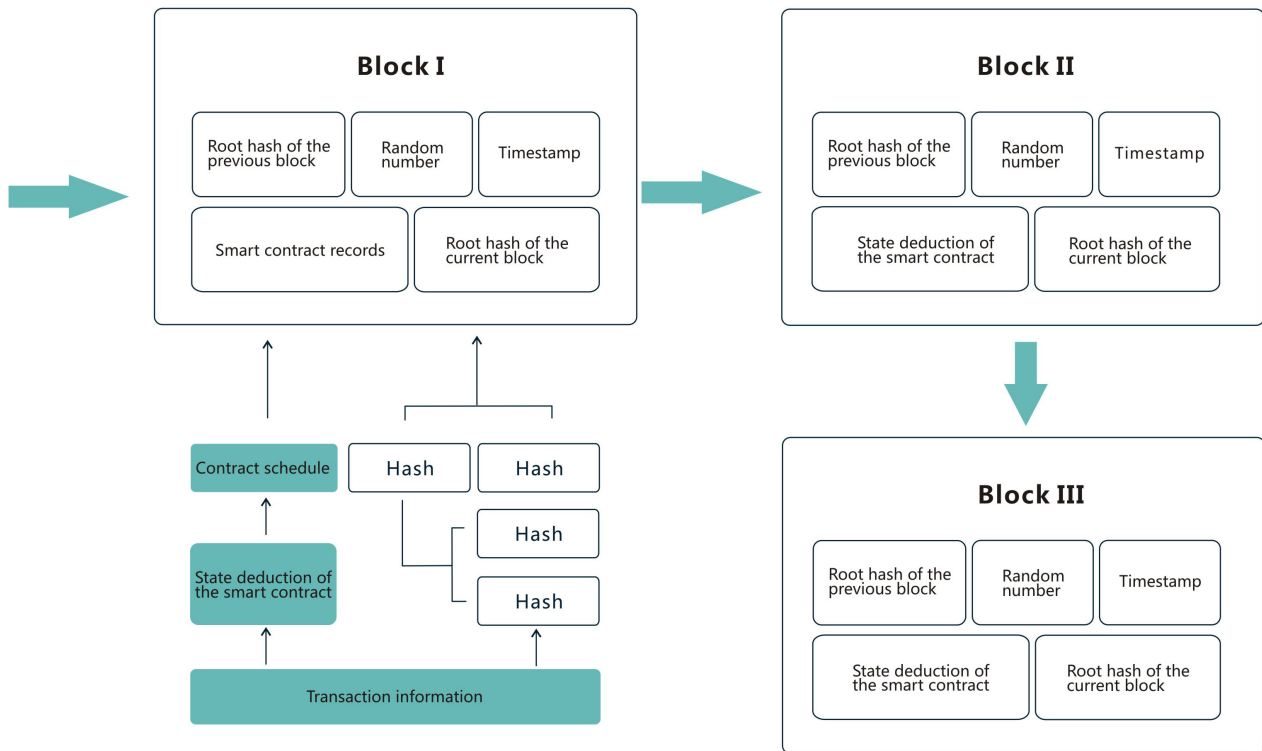 Block I
Root hash of the
previous block
Random
number
Timestamp
Smart contract records
Root hash of the
current block
Block II
Root hash of the
previous block
Random
number
Timestamp
State deduction of
the smart contract
Root hash of the
current block
Contract schedule
Hash
Hash
State deduction of
the smart contract
Hash
Hash
Transaction information
Block III
Root hash of the
previous block
Random
number
Timestamp
State deduction of
the smart contract
Root hash of the
current block